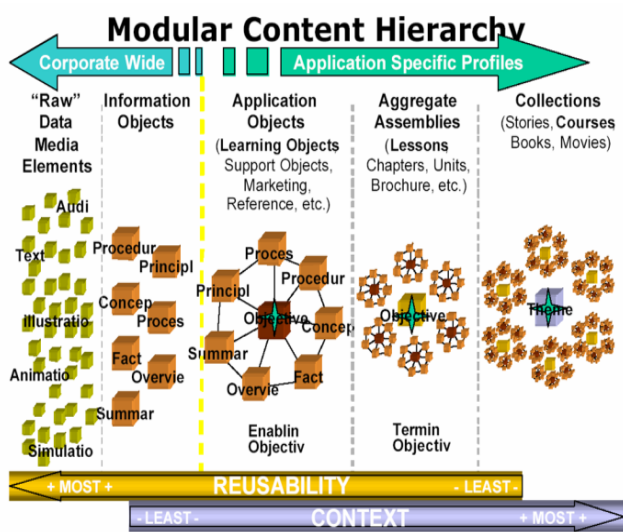 Modular Content Hierarchy
Corporate Wide
Application Specific Profiles
“Raw”
Data
Media
Elements
Information
Objects
Application
Objects
(Learning Objects
Support Objects,
Marketing,
Reference, etc.)
Aggregate
Assemblies
(Lessons
Chapters, Units,
Brochure, etc.)
Collections
(Stories, Courses
Books, Movies)
Audi
Text
Illustratio
Animatio
Simulatio
Procedur
Principl
Concep
Proces
Fact
Overvie
Summar
Proces
Procedur
Principl
Objective
Concep
Summar
Fact
Overvie
Objective
Theme
Enablin
Objectiv
Termin
Objectiv
+ MOST +
REUSABILITY
- LEAST -
- LEAST -
CONTEXT
+ MOST +